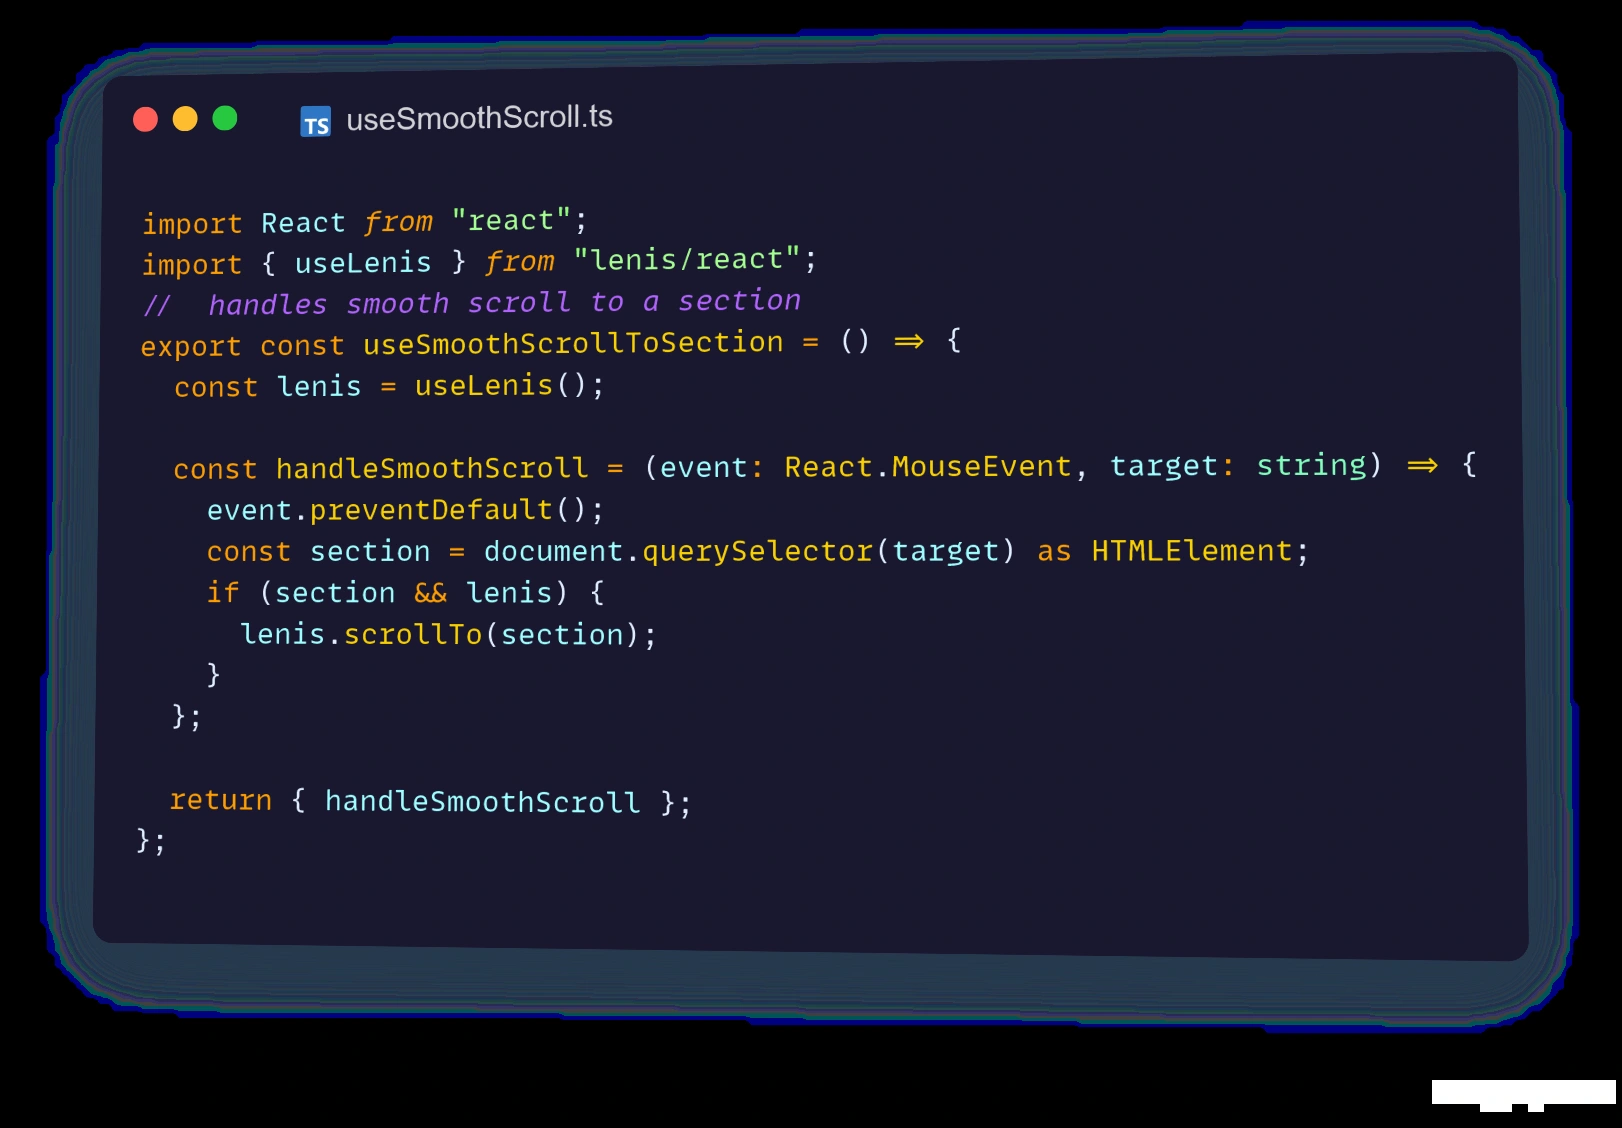 TS useSmoothScroll.ts
import React from "react";
import { useLenis } from "lenis/react";
//  handles smooth scroll to a section
export const useSmoothScrollToSection = () => {
  const lenis = useLenis();

  const handleSmoothScroll = (event: React.MouseEvent, target: string) => {
    event.preventDefault();
    const section = document.querySelector(target) as HTMLElement;
    if (section && lenis) {
      lenis.scrollTo(section);
    }
  };

  return { handleSmoothScroll };
};